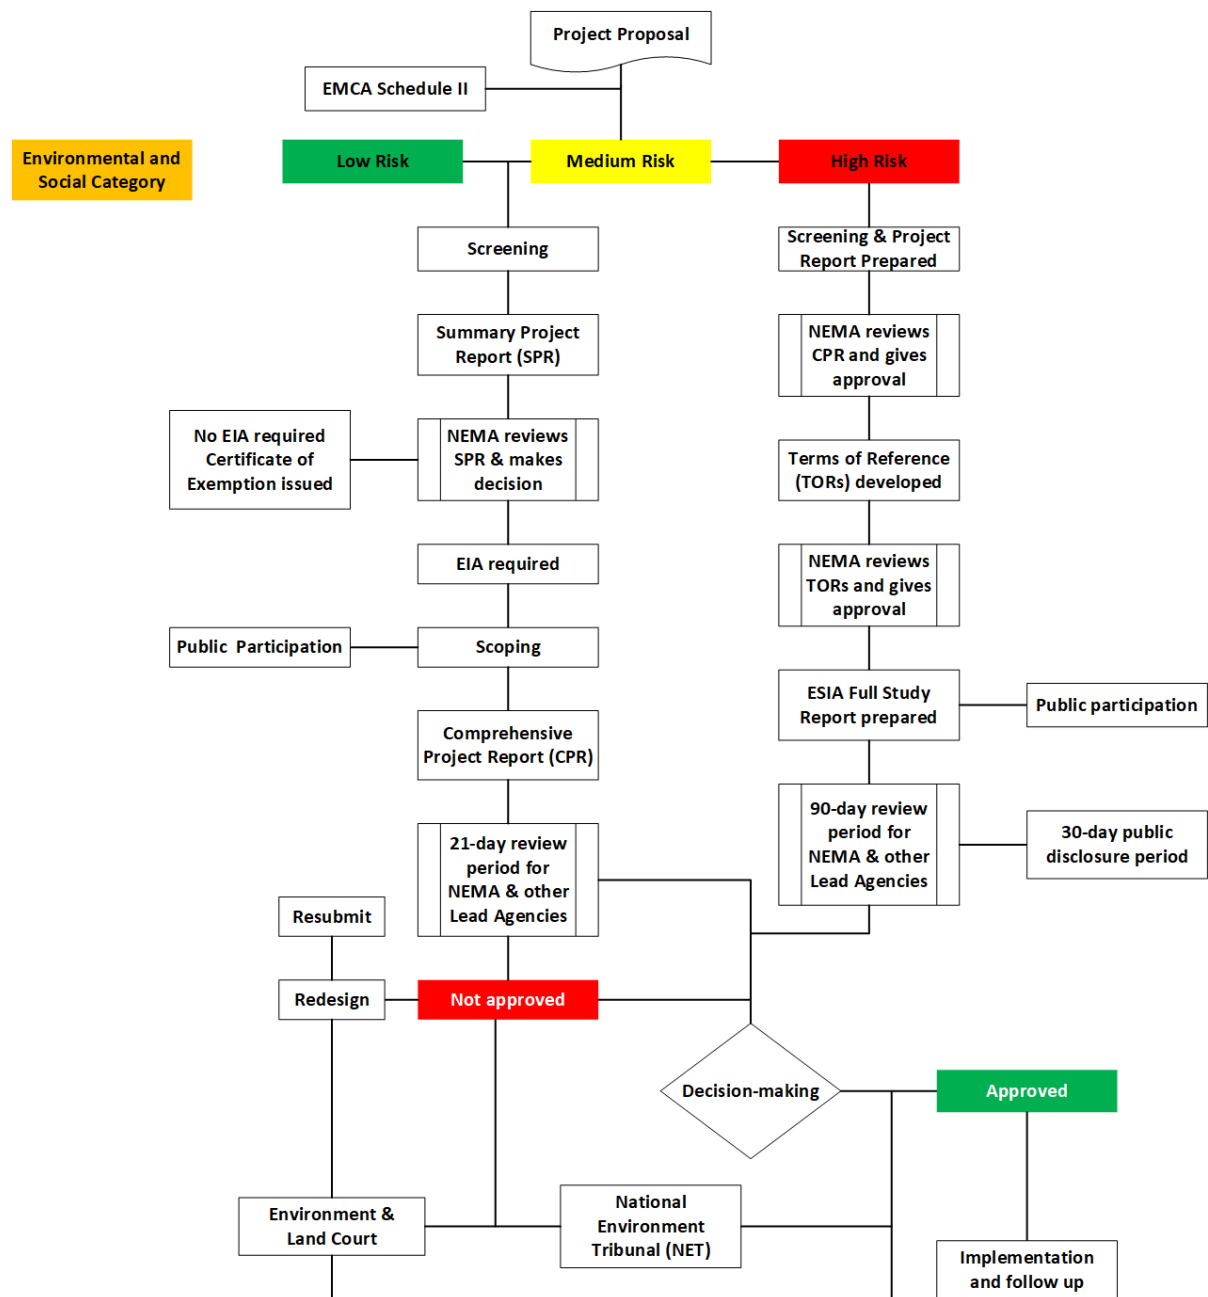 Project Proposal
EMCA Schedule II
Environmental and
Social Category
Low Risk
Medium Risk
High Risk
Screening
Screening & Project
Report Prepared
Summary Project
Report (SPR)
NEMA reviews
CPR and gives
approval
No EIA required
Certificate of
Exemption issued
NEMA reviews
SPR & makes
decision
Terms of Reference
(TORs) developed
EIA required
NEMA reviews
TORs and gives
approval
Public Participation
Scoping
ESIA Full Study
Report prepared
Public participation
Comprehensive
Project Report (CPR)
90-day review
period for
NEMA & other
Lead Agencies
30-day public
disclosure period
21-day review
period for
NEMA & other
Lead Agencies
Resubmit
Redesign
Not approved
Decision-making
Approved
Environment &
Land Court
National
Environment
Tribunal (NET)
Implementation
and follow up